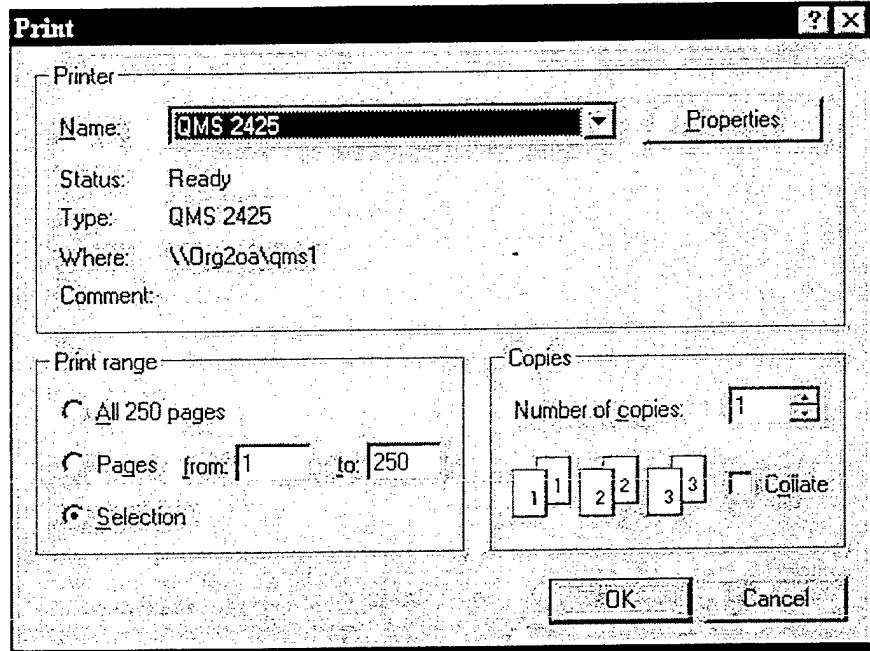 Print
Printer
Name: QMS 2425 Properties
Status: Ready
Type: QMS 2425
Where: \\Org2oa\qms1
Comment:
Print range
All 250 pages
Pages from: 1 to: 250
Selection
Copies
Number of copies: 1
1 1 2 2 3 3 Collate
OK Cancel